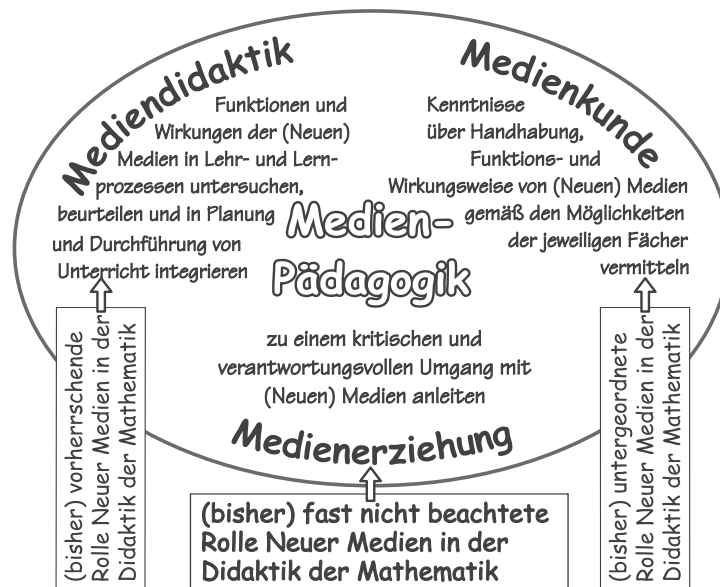 Mediendidaktik
Funktionen und
Wirkungen der (Neuen)
Medien in Lehr- und Lern-
prozessen untersuchen,
beurteilen und in Planung
und Durchführung von
Unterricht integrieren
Medienkunde
Kenntnisse
über Handhabung,
Funktions- und
Wirkungsweise von (Neuen) Medien
gemäß den Möglichkeiten
der jeweiligen Fächer
vermitteln
Medien-
Pädagogik
zu einem kritischen und
verantwortungsvollen Umgang mit
(Neuen) Medien anleiten
Medienerziehung
(bisher) vorherrschende
Rolle Neuer Medien in der
Didaktik der Mathematik
(bisher) fast nicht beachtete
Rolle Neuer Medien in der
Didaktik der Mathematik
(bisher) untergeordnete
Rolle Neuer Medien in der
Didaktik der Mathematik